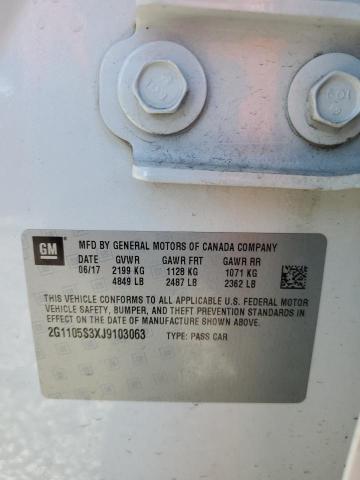 GM
MFD BY GENERAL MOTORS OF CANADA COMPANY
DATE GVWR GAWR FRT GAWR RR
06/17 2199 KG 1128 KG 1071 KG
4849 LB 2487 LB 2362 LB
THIS VEHICLE CONFORMS TO ALL APPLICABLE U.S. FEDERAL MOTOR
VEHICLE SAFETY, BUMPER, AND THEFT PREVENTION STANDARDS
IN EFFECT ON THE DATE OF MANUFACTURE SHOWN ABOVE.
2G1105S3XJ9103063 TYPE: PASS CAR